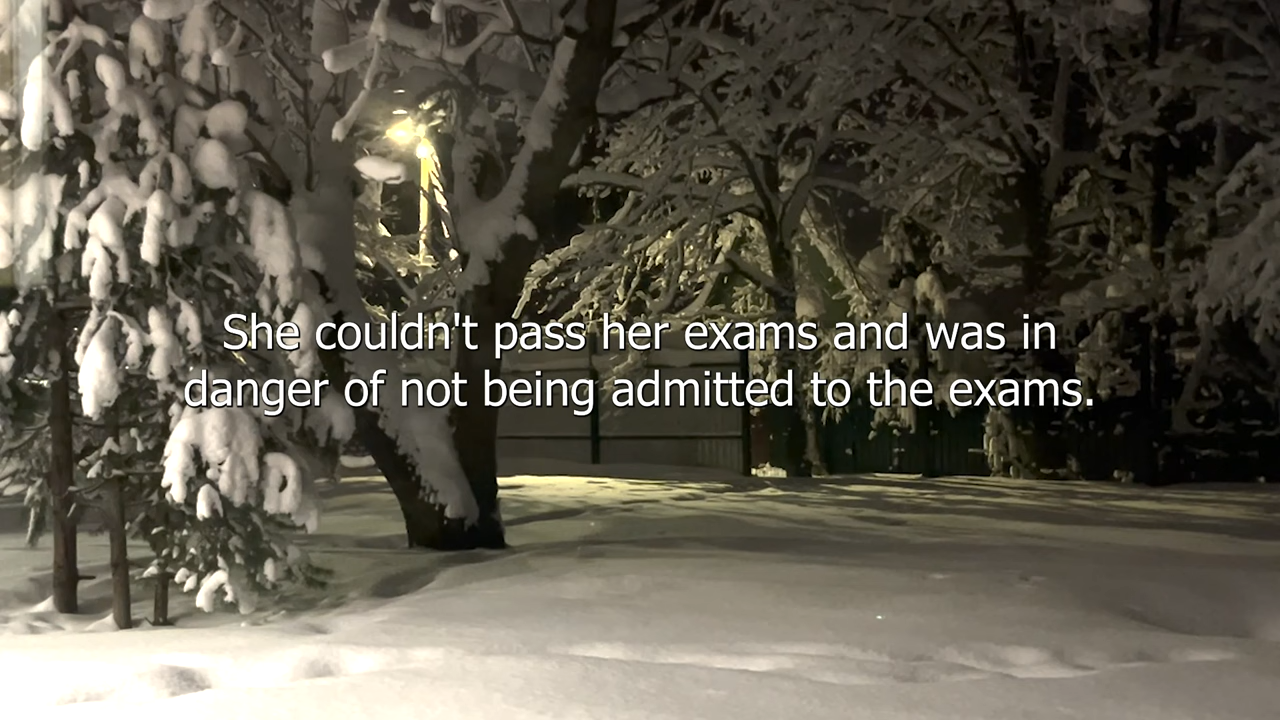 She couldn't pass her exams and was in
danger of not being admitted to the exams.